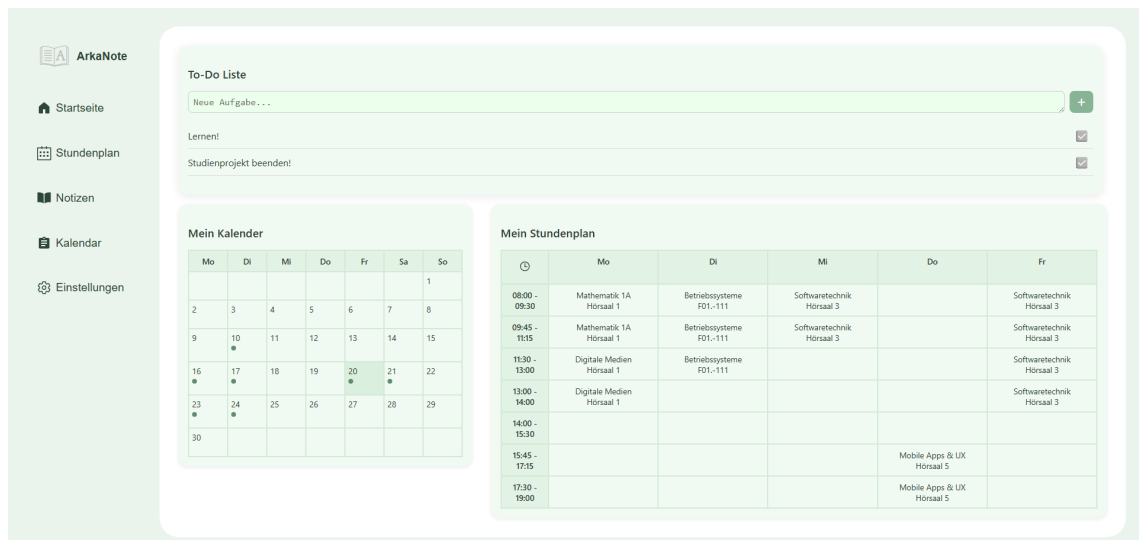 ArkaNote
Startseite
Stundenplan
Notizen
Kalendar
Einstellungen
To-Do Liste
Neue Aufgabe...
+
Lernen!
Studienprojekt beenden!
Mein Kalender
Mo Di Mi Do Fr Sa So
1
2 3 4 5 6 7 8
9 10 11 12 13 14 15
16 17 18 19 20 21 22
23 24 25 26 27 28 29
30
Mein Stundenplan
Mo Di Mi Do Fr
08:00 - Mathematik 1A Betriebssysteme Softwaretechnik Softwaretechnik
09:30 Hörsaal 1 F01.-111 Hörsaal 3 Hörsaal 3
09:45 - Mathematik 1A Betriebssysteme Softwaretechnik Softwaretechnik
11:15 Hörsaal 1 F01.-111 Hörsaal 3 Hörsaal 3
11:30 - Digitale Medien Betriebssysteme Softwaretechnik
13:00 Hörsaal 1 F01.-111 Hörsaal 3
13:00 - Digitale Medien Softwaretechnik
14:00 Hörsaal 1 Hörsaal 3
14:00 -
15:30
15:45 - Mobile Apps & UX
17:15 Hörsaal 5
17:30 - Mobile Apps & UX
19:00 Hörsaal 5